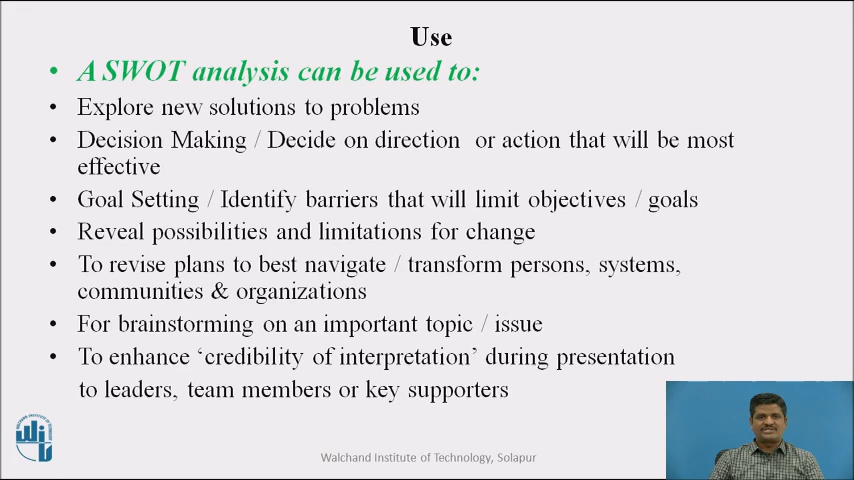 Use
• A SWOT analysis can be used to:
• Explore new solutions to problems
• Decision Making / Decide on direction or action that will be most
effective
• Goal Setting / Identify barriers that will limit objectives / goals
• Reveal possibilities and limitations for change
• To revise plans to best navigate / transform persons, systems,
communities & organizations
• For brainstorming on an important topic / issue
• To enhance ‘credibility of interpretation’ during presentation
to leaders, team members or key supporters
Walchand Institute of Technology, Solapur